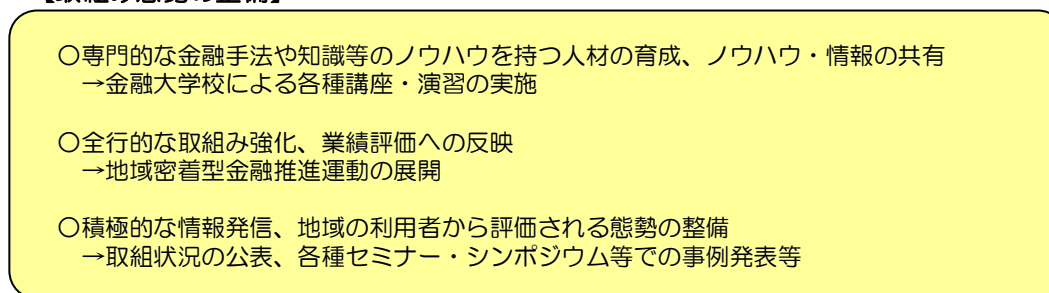 〇専門的な金融手法や知識等のノウハウを持つ人材の育成、ノウハウ・情報の共有
→金融大学校による各種講座・演習の実施
〇全行的な取組み強化、業績評価への反映
→地域密着型金融推進運動の展開
〇積極的な情報発信、地域の利用者から評価される態勢の整備
→取組状況の公表、各種セミナー・シンポジウム等での事例発表等